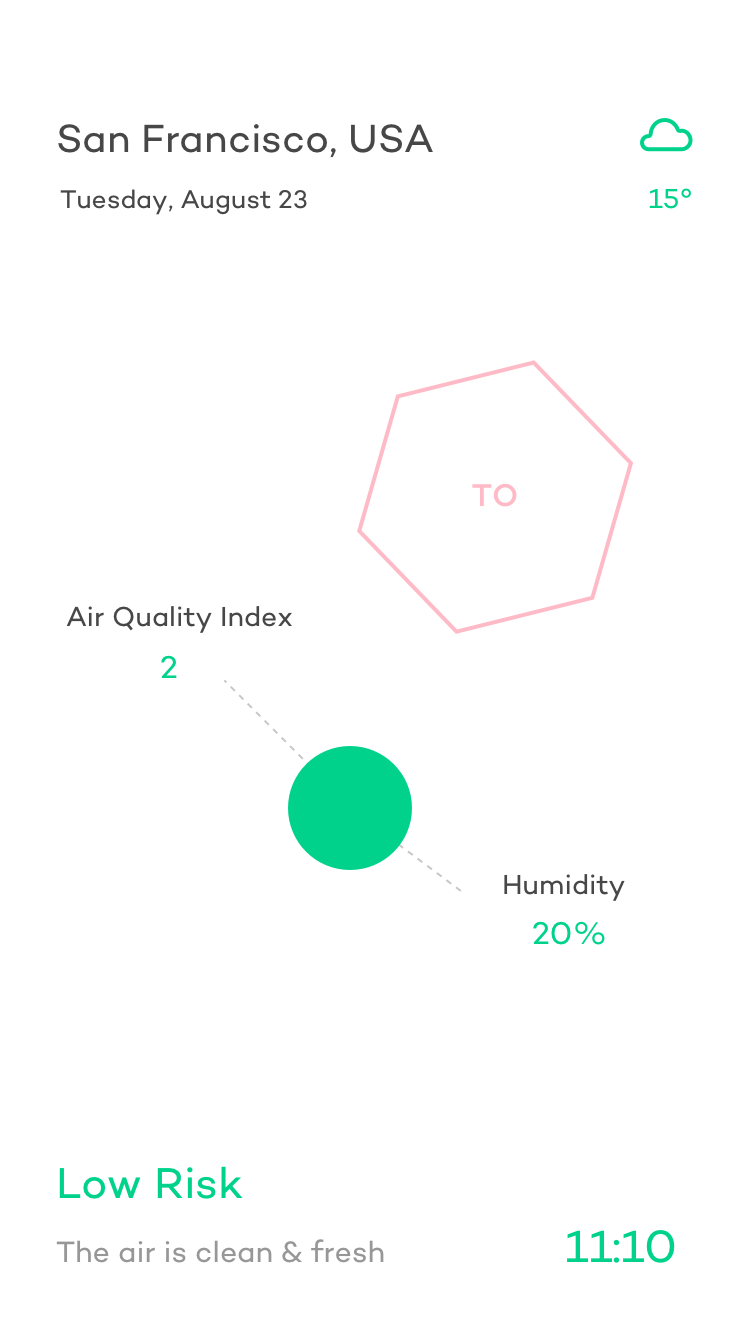 San Francisco, USA
Tuesday, August 23
15°
TO
Air Quality Index
2
Humidity
20%
Low Risk
The air is clean & fresh
11:10